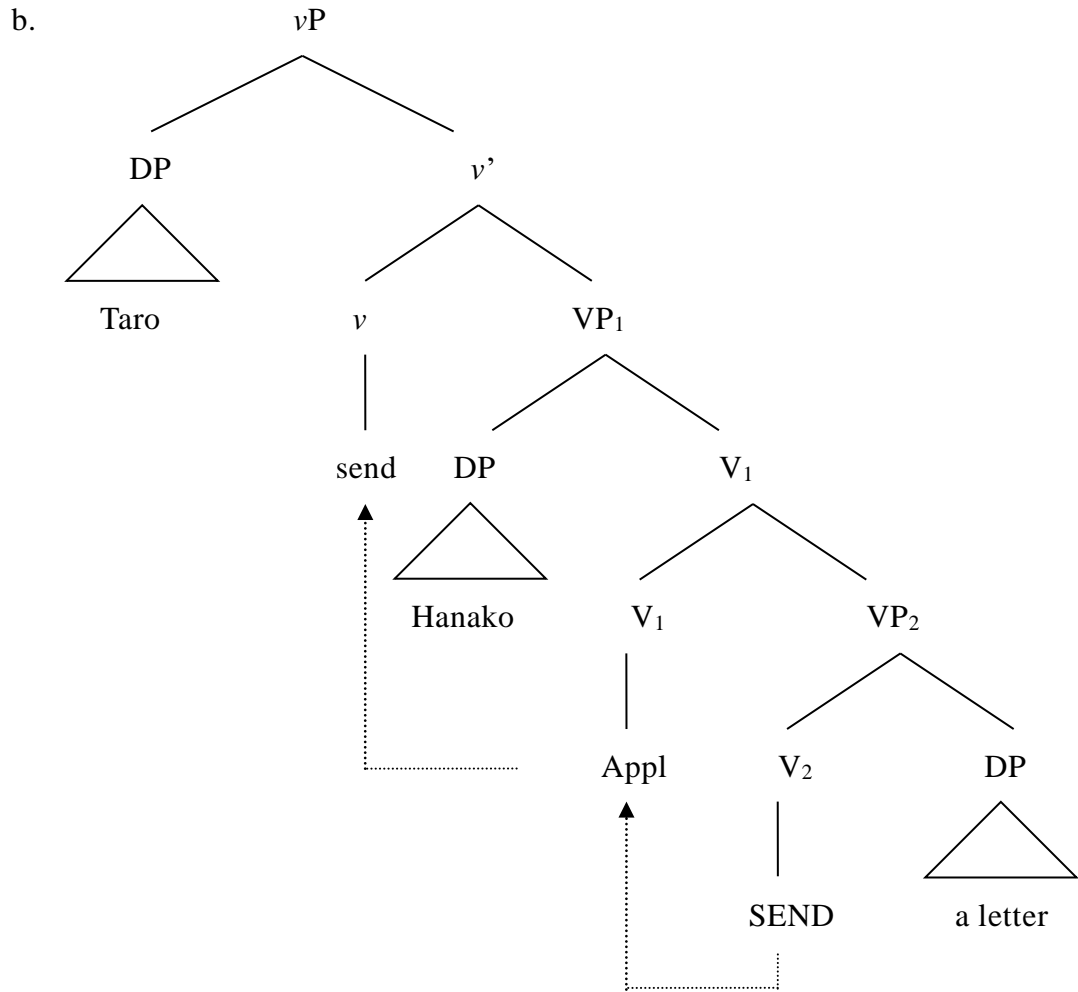 b. vP
DP v’
Taro v VP₁
send DP V₁
Hanako V₁ VP₂
Appl V₂ DP
SEND a letter